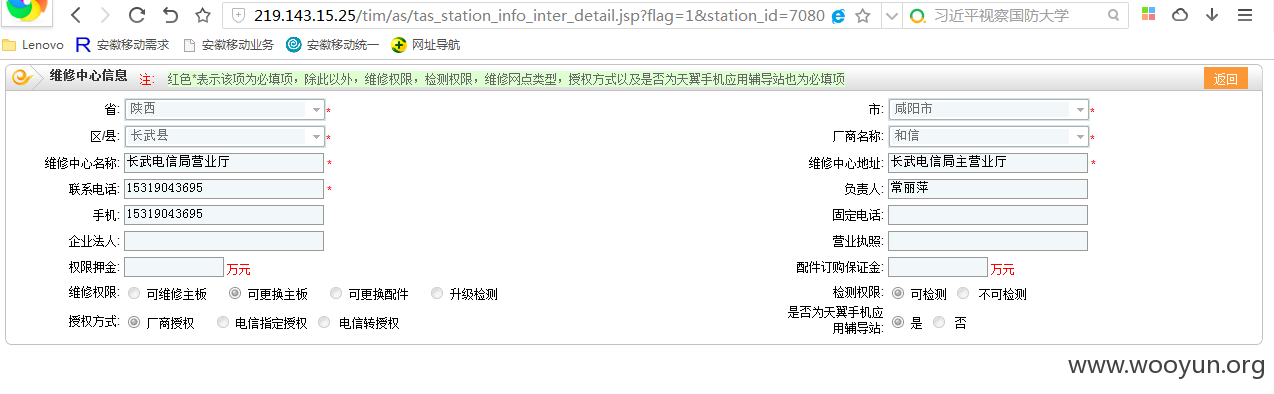 219.143.15.25/tim/as/tas_station_info_inter_detail.jsp?flag=1&station_id=7080 习近平视察国防大学
Lenovo 安徽移动需求 安徽移动业务 安徽移动统一 网址导航
维修中心信息 注: 红色*表示该项为必填项，除此以外，维修权限，检测权限，维修网点类型，授权方式以及是否为天翼手机应用辅导站也为必填项 返回
省: 陕西 * 市: 咸阳市 *
区/县: 长武县 * 厂商名称: 和信 *
维修中心名称: 长武电信局营业厅 * 维修中心地址: 长武电信局主营业厅 *
联系电话: 15319043695 * 负责人: 常丽萍
手机: 15319043695 固定电话:
企业法人: 营业执照:
权限押金: 万元 配件订购保证金: 万元
维修权限: 可维修主板 可更换主板 可更换配件 升级检测 检测权限: 可检测 不可检测
授权方式: 厂商授权 电信指定授权 电信转授权 是否为天翼手机应
用辅导站: 是 否
www.wooyun.org